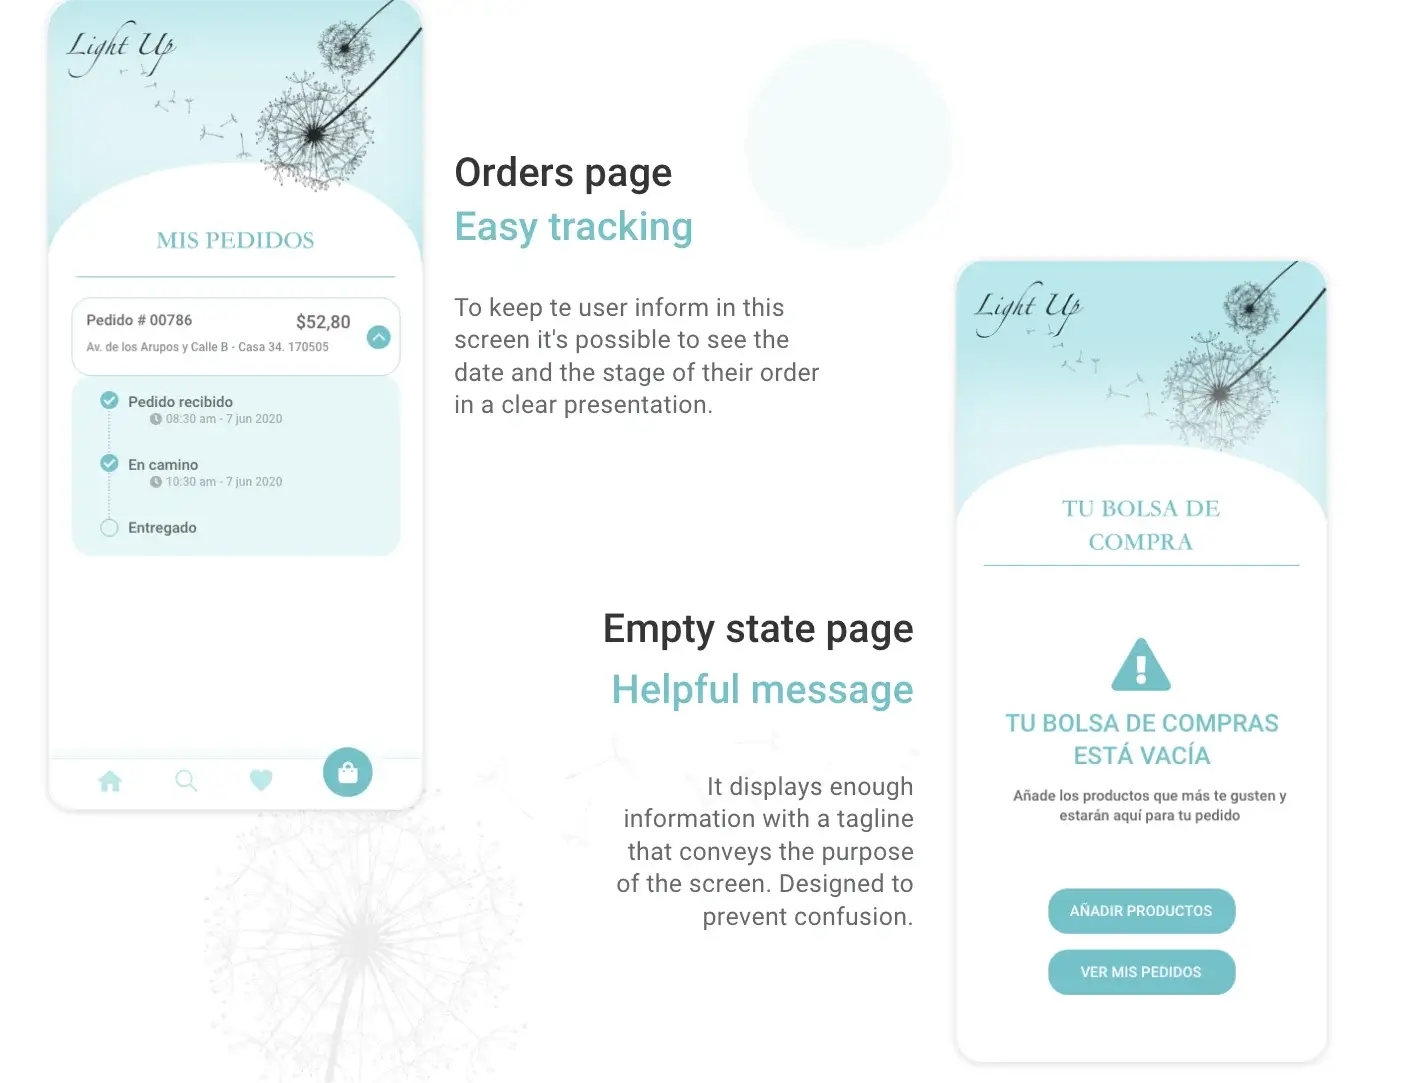 Light Up
MIS PEDIDOS
Pedido # 00786
$52,80
Av. de los Arupos y Calle B - Casa 34. 170505
Pedido recibido
08:30 am - 7 jun 2020
En camino
10:30 am - 7 jun 2020
Entregado
Orders page
Easy tracking
To keep te user inform in this
screen it's possible to see the
date and the stage of their order
in a clear presentation.
Empty state page
Helpful message
It displays enough
information with a tagline
that conveys the purpose
of the screen. Designed to
prevent confusion.
Light Up
TU BOLSA DE
COMPRA
TU BOLSA DE COMPRAS
ESTÁ VACÍA
Añade los productos que más te gusten y
estarán aquí para tu pedido
AÑADIR PRODUCTOS
VER MIS PEDIDOS